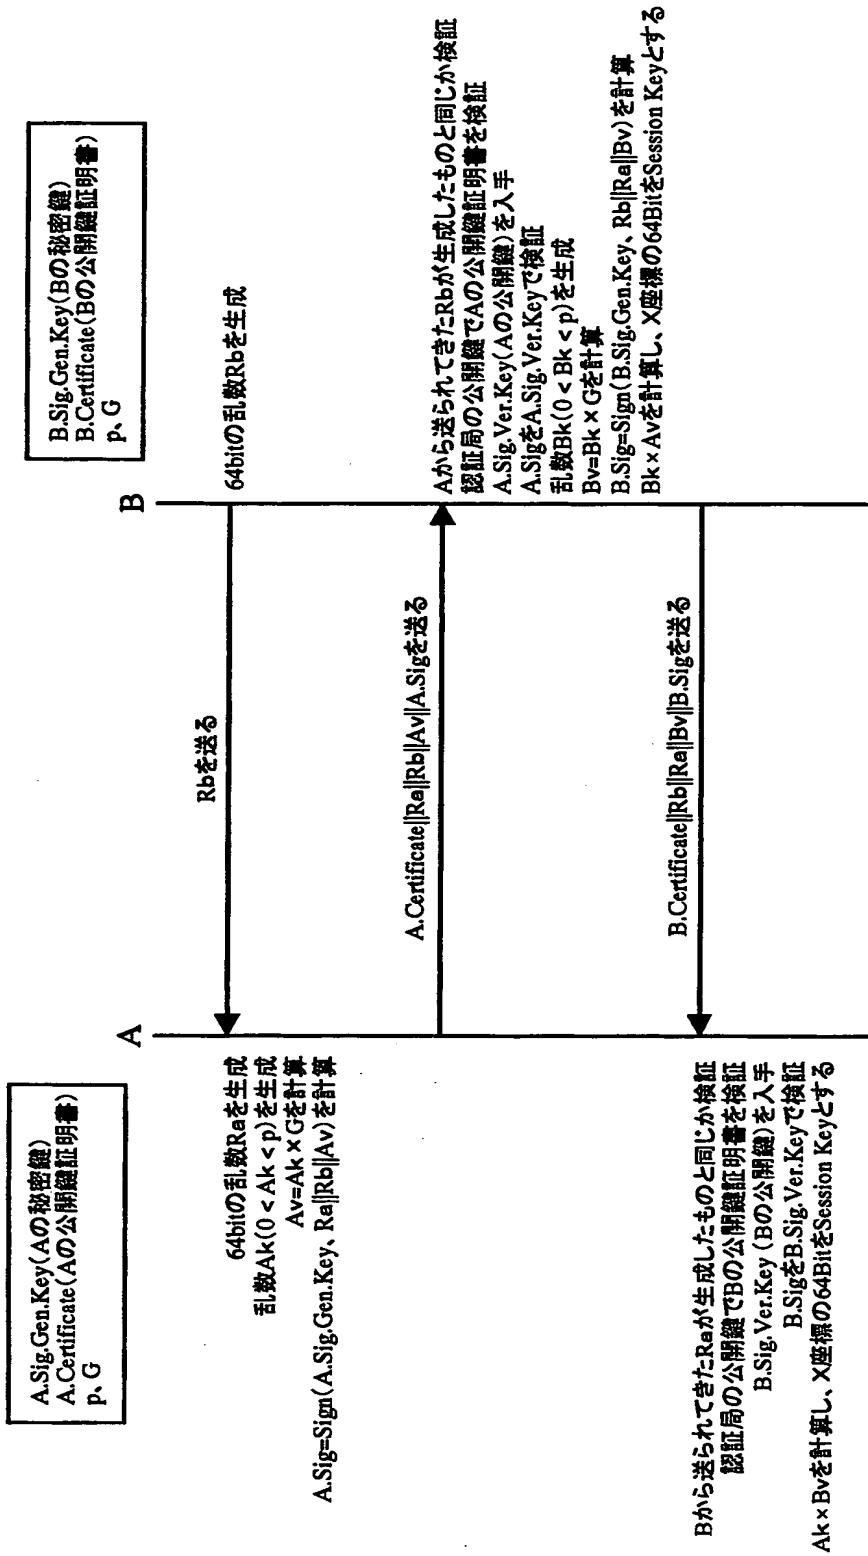 A.Sig.Gen.Key(Aの秘密鍵)
A.Certificate(Aの公開鍵証明書)
p、G
B.Sig.Gen.Key(Bの秘密鍵)
B.Certificate(Bの公開鍵証明書)
p、G
A
B
64bitの乱数Rbを生成
Rbを送る
64bitの乱数Raを生成
乱数Ak(0 < Ak < p)を生成
Av=Ak×Gを計算
A.Sig=Sign(A.Sig.Gen.Key、Ra||Rb||Av)を計算
A.Certificate||Ra||Rb||Av||A.Sigを送る
Aから送られてきたRbが生成したものと同じか検証
認証局の公開鍵でAの公開鍵証明書を検証
A.Sig.Ver.Key(Aの公開鍵)を入手
A.SigをA.Sig.Ver.Keyで検証
乱数Bk(0 < Bk < p)を生成
Bv=Bk×Gを計算
B.Sig=Sign(B.Sig.Gen.Key、Rb||Ra||Bv)を計算
Bk×Avを計算し、X座標の64BitをSession Keyとする
B.Certificate||Rb||Ra||Bv||B.Sigを送る
Bから送られてきたRaが生成したものと同じか検証
認証局の公開鍵でBの公開鍵証明書を検証
B.Sig.Ver.Key (Bの公開鍵)を入手
B.SigをB.Sig.Ver.Keyで検証
Ak×Bvを計算し、X座標の64BitをSession Keyとする